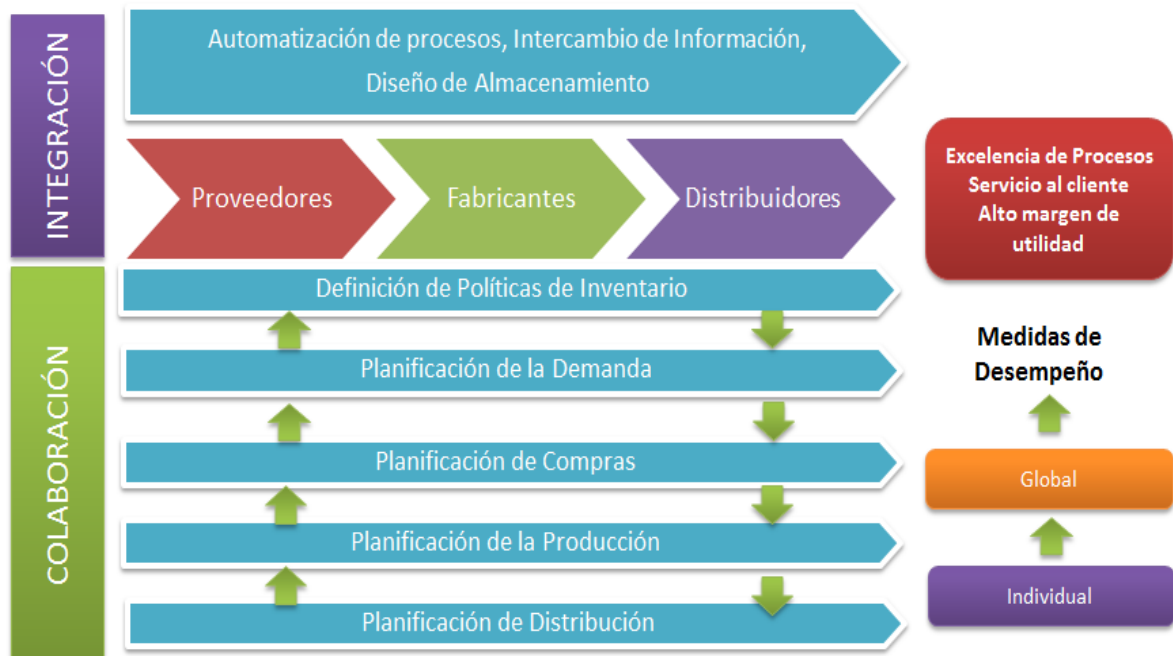 INTEGRACIÓN
Automatización de procesos, Intercambio de Información,
Diseño de Almacenamiento
Proveedores
Fabricantes
Distribuidores
Excelencia de Procesos
Servicio al cliente
Alto margen de
utilidad
COLABORACIÓN
Definición de Políticas de Inventario
Planificación de la Demanda
Planificación de Compras
Planificación de la Producción
Planificación de Distribución
Medidas de
Desempeño
Global
Individual